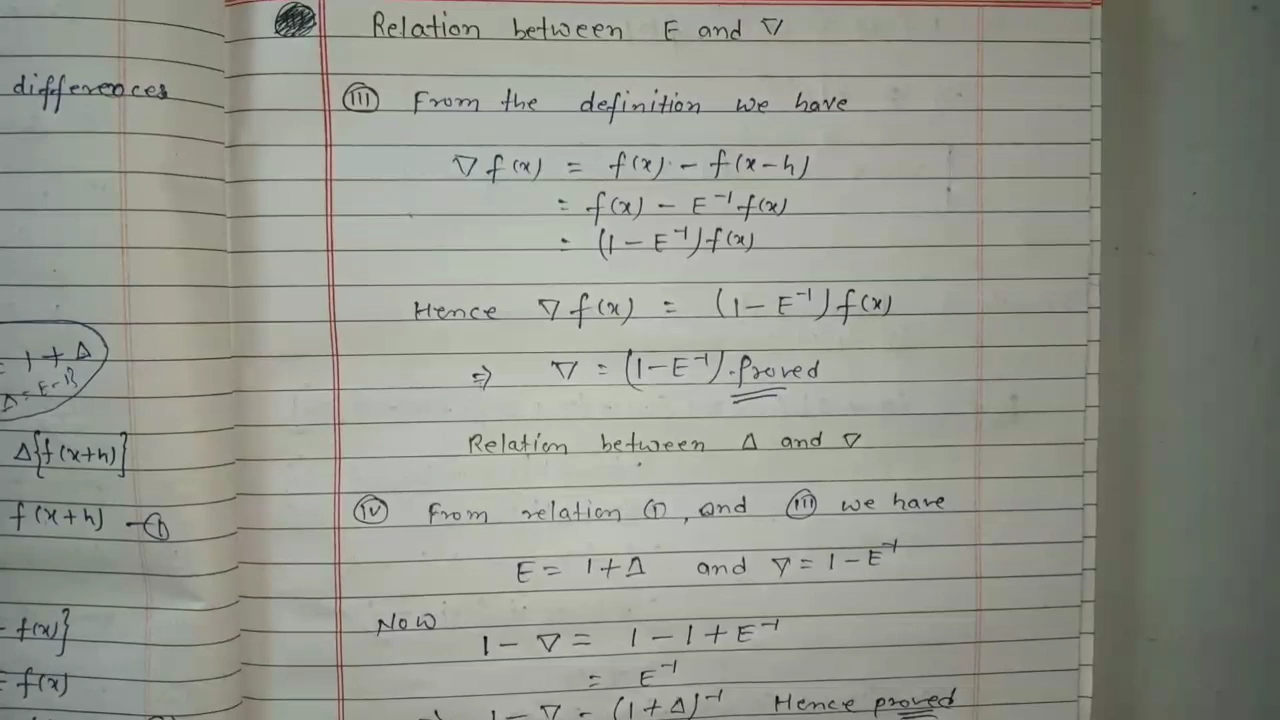 differences
= 1 + Δ
Δ{f(x+h)}
f(x+h) - ①
- f(x)}
= f(x)
Relation between E and ∇
(III) From the definition we have
∇ f(x) = f(x) - f(x-h)
= f(x) - E⁻¹ f(x)
= (1 - E⁻¹) f(x)
Hence ∇ f(x) = (1 - E⁻¹) f(x)
⇒ ∇ = (1 - E⁻¹). Proved
Relation between Δ and ∇
(IV) From relation (I), and (III) we have
E = 1 + Δ and ∇ = 1 - E⁻¹
Now
1 - ∇ = 1 - 1 + E⁻¹
= E⁻¹
⇒ 1 - ∇ = (1 + Δ)⁻¹ Hence proved